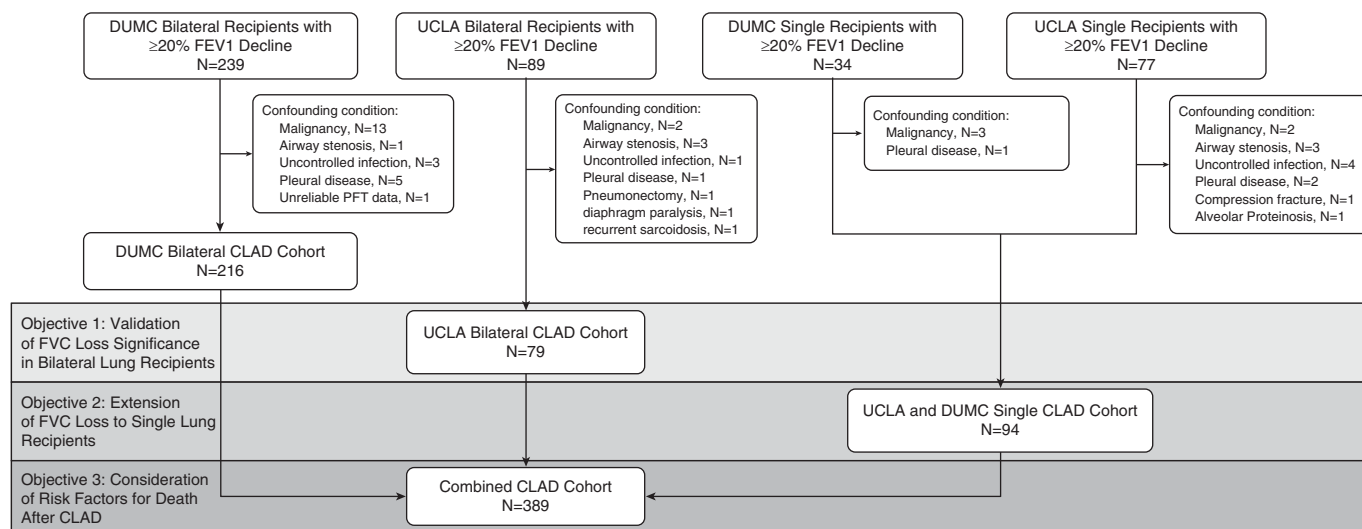 DUMC Bilateral Recipients with
≥20% FEV1 Decline
N=239
UCLA Bilateral Recipients with
≥20% FEV1 Decline
N=89
DUMC Single Recipients with
≥20% FEV1 Decline
N=34
UCLA Single Recipients with
≥20% FEV1 Decline
N=77
Confounding condition:
Malignancy, N=13
Airway stenosis, N=1
Uncontrolled infection, N=3
Pleural disease, N=5
Unreliable PFT data, N=1
Confounding condition:
Malignancy, N=2
Airway stenosis, N=3
Uncontrolled infection, N=1
Pleural disease, N=1
Pneumonectomy, N=1
diaphragm paralysis, N=1
recurrent sarcoidosis, N=1
Confounding condition:
Malignancy, N=3
Pleural disease, N=1
Confounding condition:
Malignancy, N=2
Airway stenosis, N=3
Uncontrolled infection, N=4
Pleural disease, N=2
Compression fracture, N=1
Alveolar Proteinosis, N=1
DUMC Bilateral CLAD Cohort
N=216
Objective 1: Validation
of FVC Loss Significance
in Bilateral Lung Recipients
UCLA Bilateral CLAD Cohort
N=79
Objective 2: Extension
of FVC Loss to Single Lung
Recipients
UCLA and DUMC Single CLAD Cohort
N=94
Objective 3: Consideration
of Risk Factors for Death
After CLAD
Combined CLAD Cohort
N=389